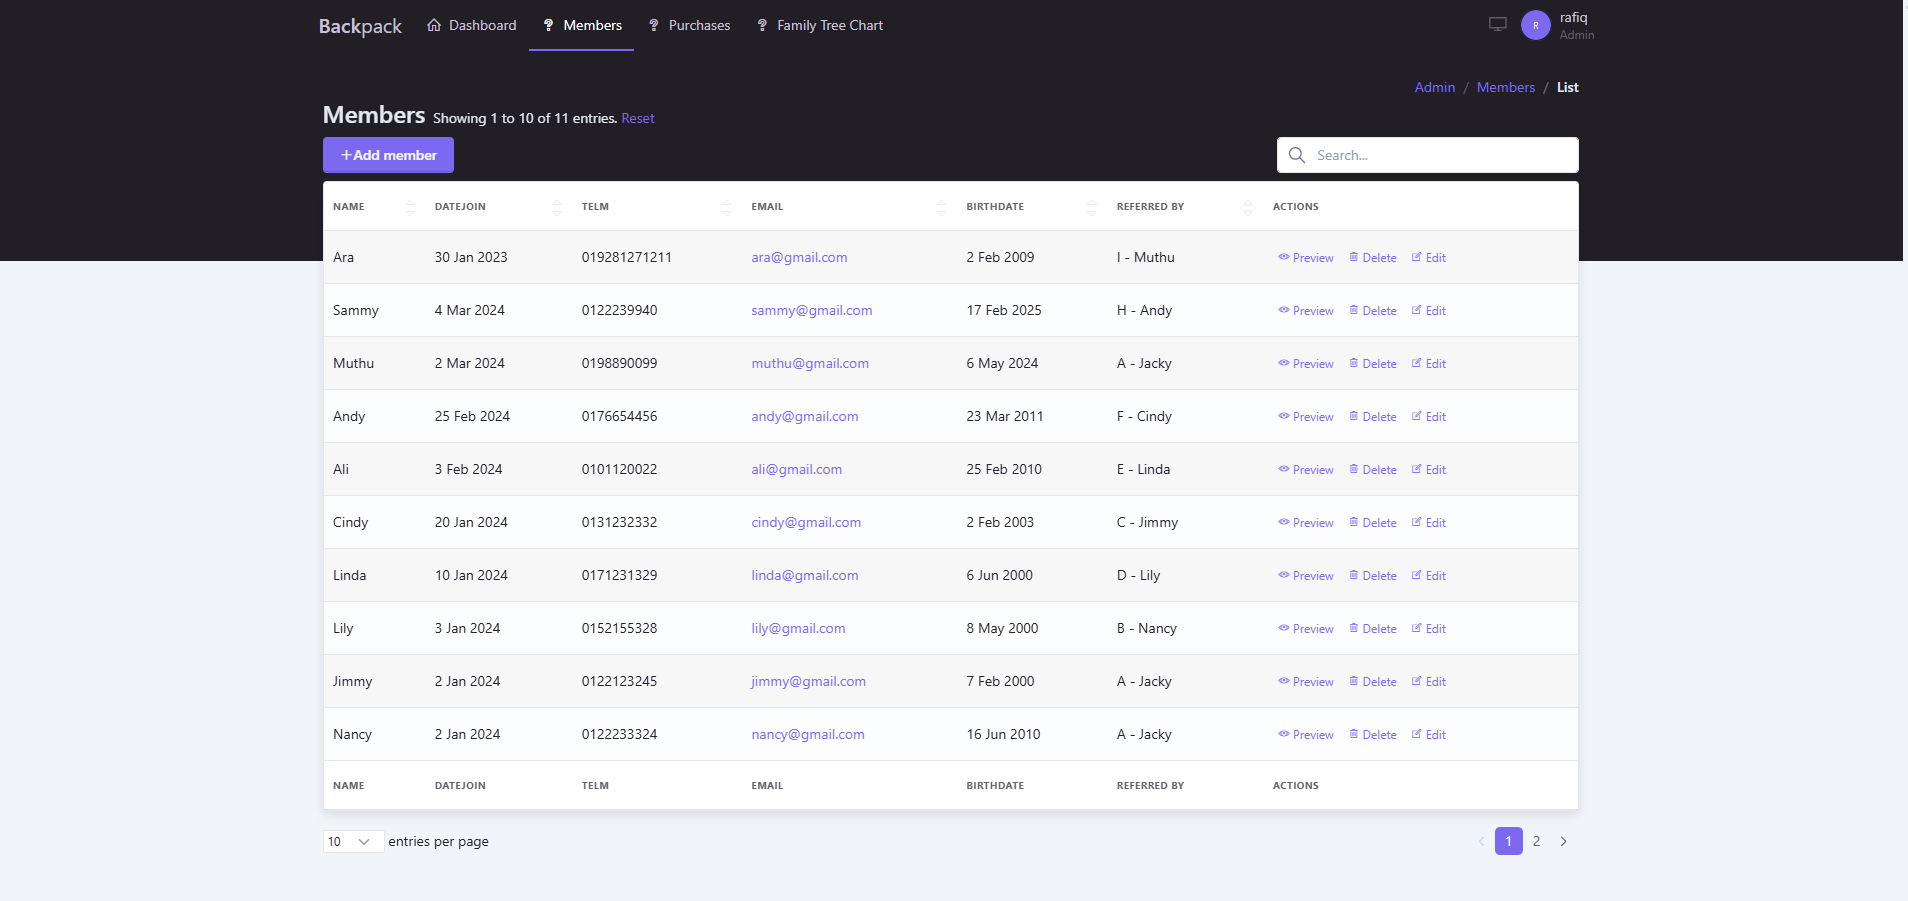 Backpack Dashboard Members Purchases Family Tree Chart R rafiq
Admin
Admin / Members / List
Members Showing 1 to 10 of 11 entries. Reset
+Add member Search...
NAME DATEJOIN TELM EMAIL BIRTHDATE REFERRED BY ACTIONS
Ara 30 Jan 2023 019281271211 ara@gmail.com 2 Feb 2009 I - Muthu Preview Delete Edit
Sammy 4 Mar 2024 0122239940 sammy@gmail.com 17 Feb 2025 H - Andy Preview Delete Edit
Muthu 2 Mar 2024 0198890099 muthu@gmail.com 6 May 2024 A - Jacky Preview Delete Edit
Andy 25 Feb 2024 0176654456 andy@gmail.com 23 Mar 2011 F - Cindy Preview Delete Edit
Ali 3 Feb 2024 0101120022 ali@gmail.com 25 Feb 2010 E - Linda Preview Delete Edit
Cindy 20 Jan 2024 0131232332 cindy@gmail.com 2 Feb 2003 C - Jimmy Preview Delete Edit
Linda 10 Jan 2024 0171231329 linda@gmail.com 6 Jun 2000 D - Lily Preview Delete Edit
Lily 3 Jan 2024 0152155328 lily@gmail.com 8 May 2000 B - Nancy Preview Delete Edit
Jimmy 2 Jan 2024 0122123245 jimmy@gmail.com 7 Feb 2000 A - Jacky Preview Delete Edit
Nancy 2 Jan 2024 0122233324 nancy@gmail.com 16 Jun 2010 A - Jacky Preview Delete Edit
NAME DATEJOIN TELM EMAIL BIRTHDATE REFERRED BY ACTIONS
10 entries per page 1 2